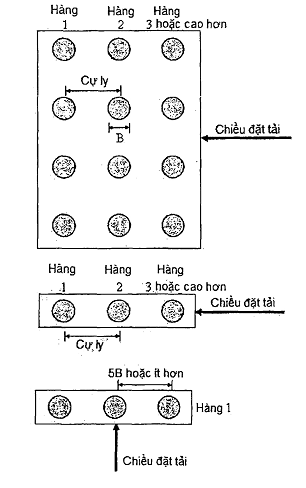 Hàng Hàng Hàng
1 2 3 hoặc cao hơn
Cự ly
B
Chiều đặt tải
Hàng Hàng Hàng
1 2 3 hoặc cao hơn
Chiều đặt tải
Cự ly
5B hoặc ít hơn
Hàng 1
Chiều đặt tải